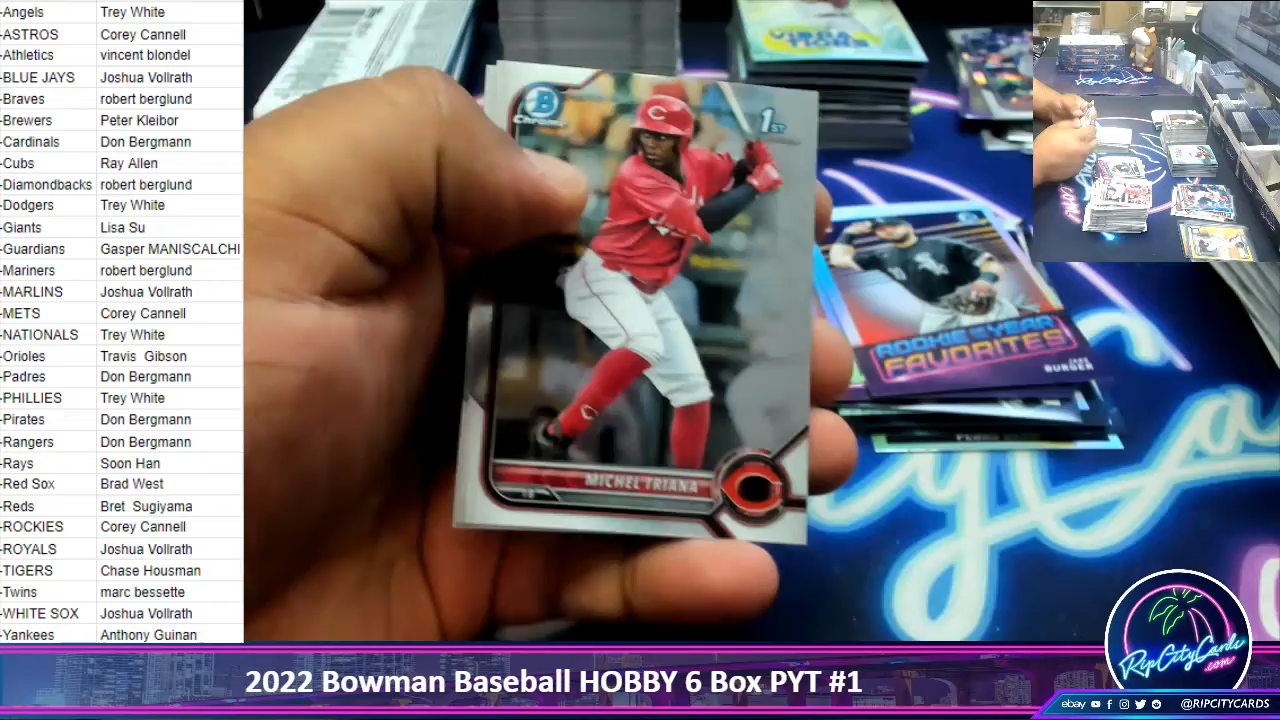 -Angels Trey White
-ASTROS Corey Cannell
-Athletics vincent blondel
-BLUE JAYS Joshua Vollrath
-Braves robert berglund
-Brewers Peter Kleibor
-Cardinals Don Bergmann
-Cubs Ray Allen
-Diamondbacks robert berglund
-Dodgers Trey White
-Giants Lisa Su
-Guardians Gasper MANISCALCHI
-Mariners robert berglund
-MARLINS Joshua Vollrath
-METS Corey Cannell
-NATIONALS Trey White
-Orioles Travis Gibson
-Padres Don Bergmann
-PHILLIES Trey White
-Pirates Don Bergmann
-Rangers Don Bergmann
-Rays Soon Han
-Red Sox Brad West
-Reds Bret Sugiyama
-ROCKIES Corey Cannell
-ROYALS Joshua Vollrath
-TIGERS Chase Housman
-Twins marc bessette
-WHITE SOX Joshua Vollrath
-Yankees Anthony Guinan
B
Chrome
1ST
C
MICHEL TRIANA
C
ROOKIE OF THE YEAR
FAVORITES
JAKE
BURGER
RipCityCards
.com
2022 Bowman Baseball HOBBY 6 Box PYT #1
ebay @RIPCITYCARDS